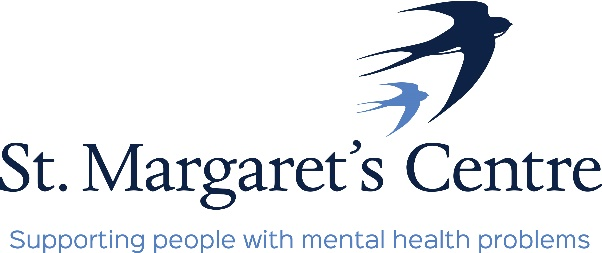 St. Margaret's Centre
Supporting people with mental health problems